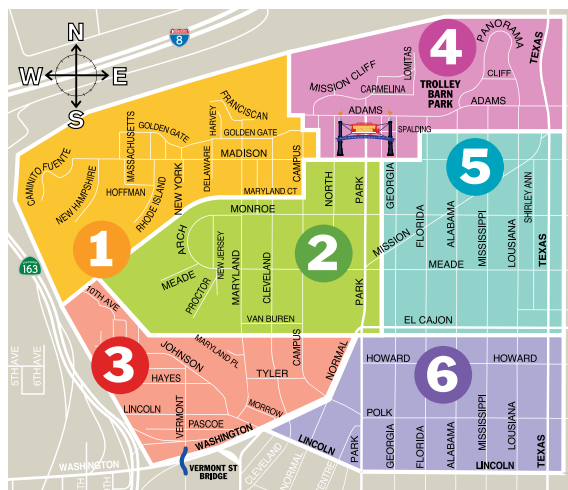 N
W
E
S
8
4
PANORAMA
TEXAS
LOMITAS
MISSION CLIFF
CARMELINA
CLIFF
TROLLEY
BARN
PARK
ADAMS
ADAMS
SPALDING
FRANCISCAN
HARVEY
MASSACHUSETTS
GOLDEN GATE
GOLDEN GATE
MADISON
CAMPUS
DELAWARE
CAMINITO FUENTE
NEW HAMPSHIRE
HOFFMAN
RHODE ISLAND
NEW YORK
MARYLAND CT
1
5
GEORGIA
FLORIDA
ALABAMA
MISSISSIPPI
LOUISIANA
SHIRLEY ANN
TEXAS
MISSION
MEADE
EL CAJON
NORTH
PARK
MONROE
ARCH
2
MEADE
PROCTOR
NEW JERSEY
MARYLAND
CLEVELAND
PARK
VAN BUREN
163
10TH AVE
3
JOHNSON
MARYLAND PL
CAMPUS
NORMAL
HAYES
TYLER
LINCOLN
VERMONT
PASCOE
MORROW
WASHINGTON
5TH AVE
6TH AVE
HOWARD
HOWARD
6
POLK
LINCOLN
PARK
GEORGIA
FLORIDA
ALABAMA
MISSISSIPPI
LOUISIANA
TEXAS
LINCOLN
WASHINGTON
VERMONT ST
BRIDGE
CLEVELAND
NORMAL
CENTRE